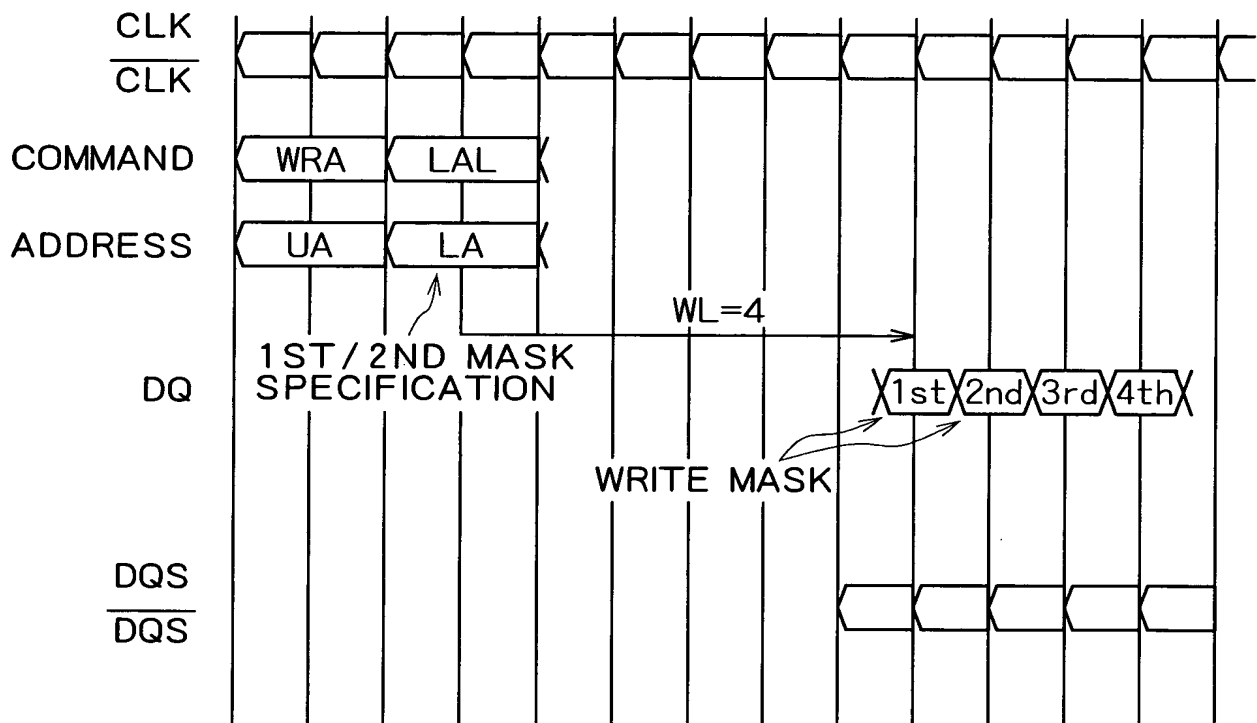 CLK
CLK
COMMAND WRA LAL
ADDRESS UA LA
WL=4
1ST/2ND MASK
SPECIFICATION
DQ 1st 2nd 3rd 4th
WRITE MASK
DQS
DQS